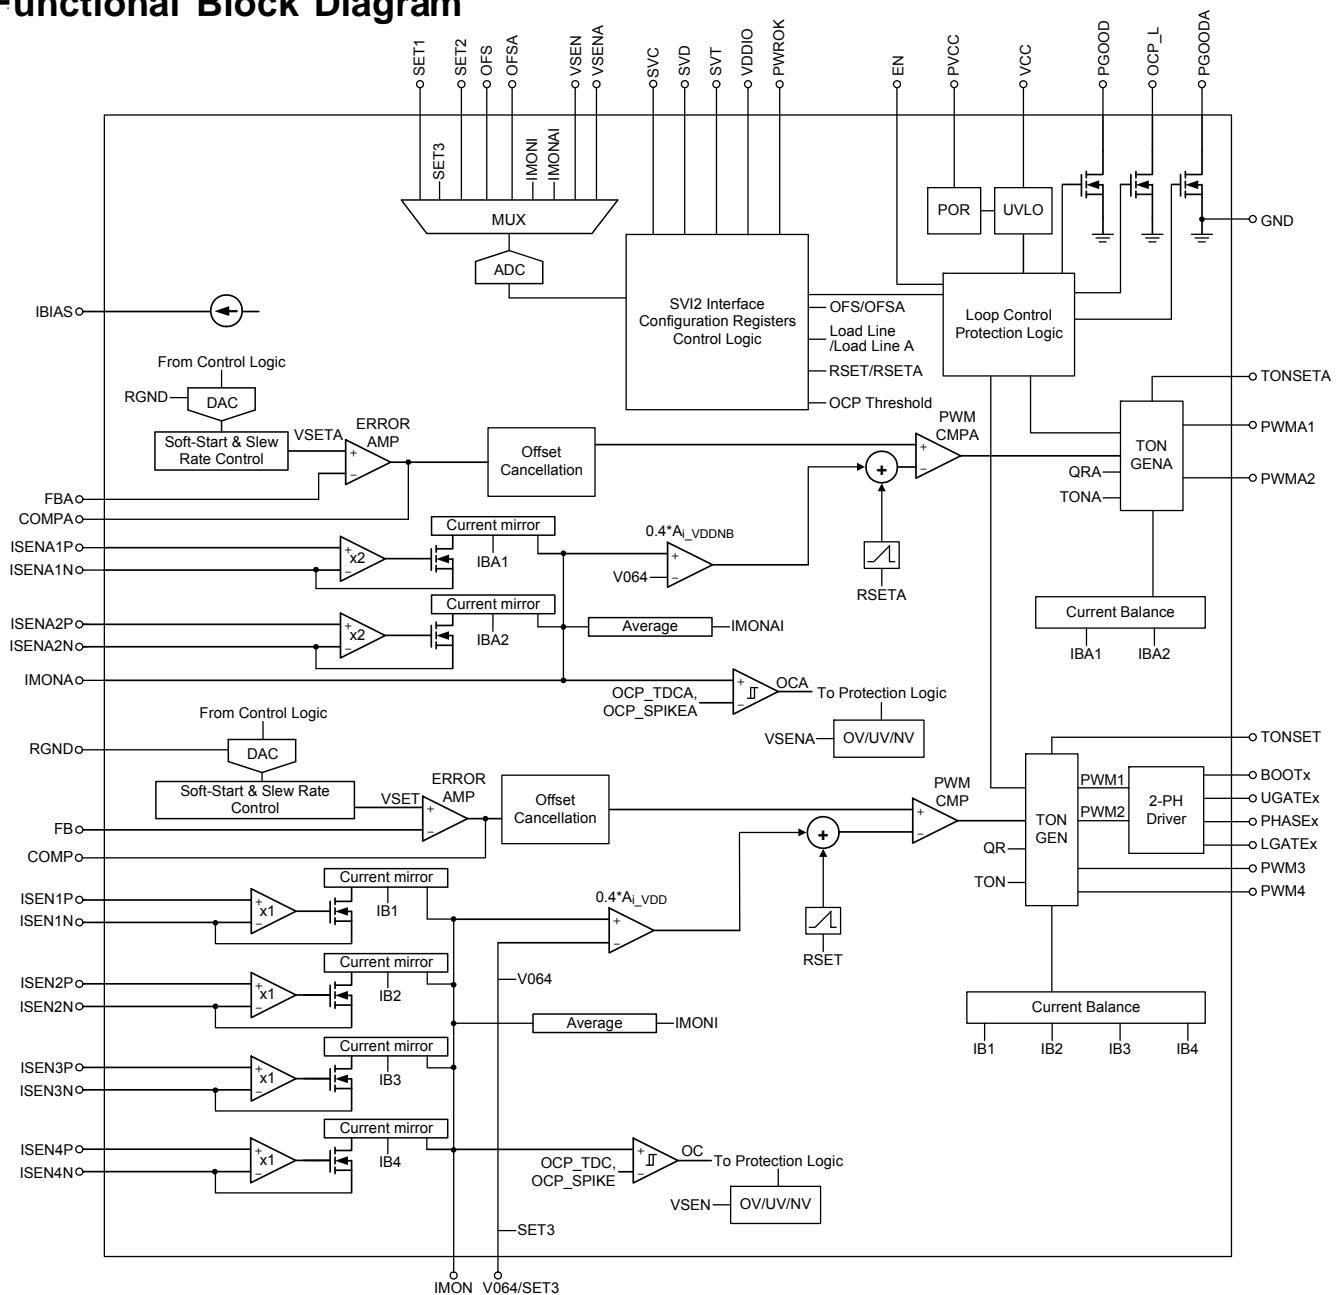 Functional Block Diagram
SET1
SET2
OFS
OFSA
VSEN
VSENA
SVC
SVD
SVT
VDDIO
PWROK
EN
PVCC
VCC
PGOOD
OCP_L
PGOODA
SET3
IMONI
IMONAI
MUX
ADC
POR
UVLO
GND
IBIAS
SVI2 Interface
Configuration Registers
Control Logic
OFS/OFSA
Load Line
/Load Line A
RSET/RSETA
OCP Threshold
Loop Control
Protection Logic
From Control Logic
RGND
DAC
Soft-Start & Slew
Rate Control
VSETA
ERROR
AMP
+
−
Offset
Cancellation
PWM
CMPA
+
−
+
TONSETA
TON
GENA
PWMA1
PWMA2
QRA
TONA
FBA
COMPA
ISENA1P
ISENA1N
+
−
x2
Current mirror
IBA1
0.4*Ai_VDDNB
+
−
V064
RSETA
ISENA2P
ISENA2N
+
−
x2
Current mirror
IBA2
Average
IMONAI
Current Balance
IBA1
IBA2
IMONA
OCP_TDCA,
OCP_SPIKEA
+
−
OCA
To Protection Logic
VSENA
OV/UV/NV
From Control Logic
RGND
DAC
Soft-Start & Slew Rate
Control
VSET
ERROR
AMP
+
−
Offset
Cancellation
PWM
CMP
+
−
+
TONSET
TON
GEN
PWM1
PWM2
2-PH
Driver
BOOTx
UGATEx
PHASEx
LGATEx
PWM3
PWM4
QR
TON
FB
COMP
ISEN1P
ISEN1N
+
−
x1
Current mirror
IB1
0.4*Ai_VDD
+
−
RSET
ISEN2P
ISEN2N
+
−
x1
Current mirror
IB2
V064
Average
IMONI
Current Balance
IB1
IB2
IB3
IB4
ISEN3P
ISEN3N
+
−
x1
Current mirror
IB3
ISEN4P
ISEN4N
+
−
x1
Current mirror
IB4
OCP_TDC,
OCP_SPIKE
+
−
OC
To Protection Logic
VSEN
OV/UV/NV
SET3
IMON
V064/SET3